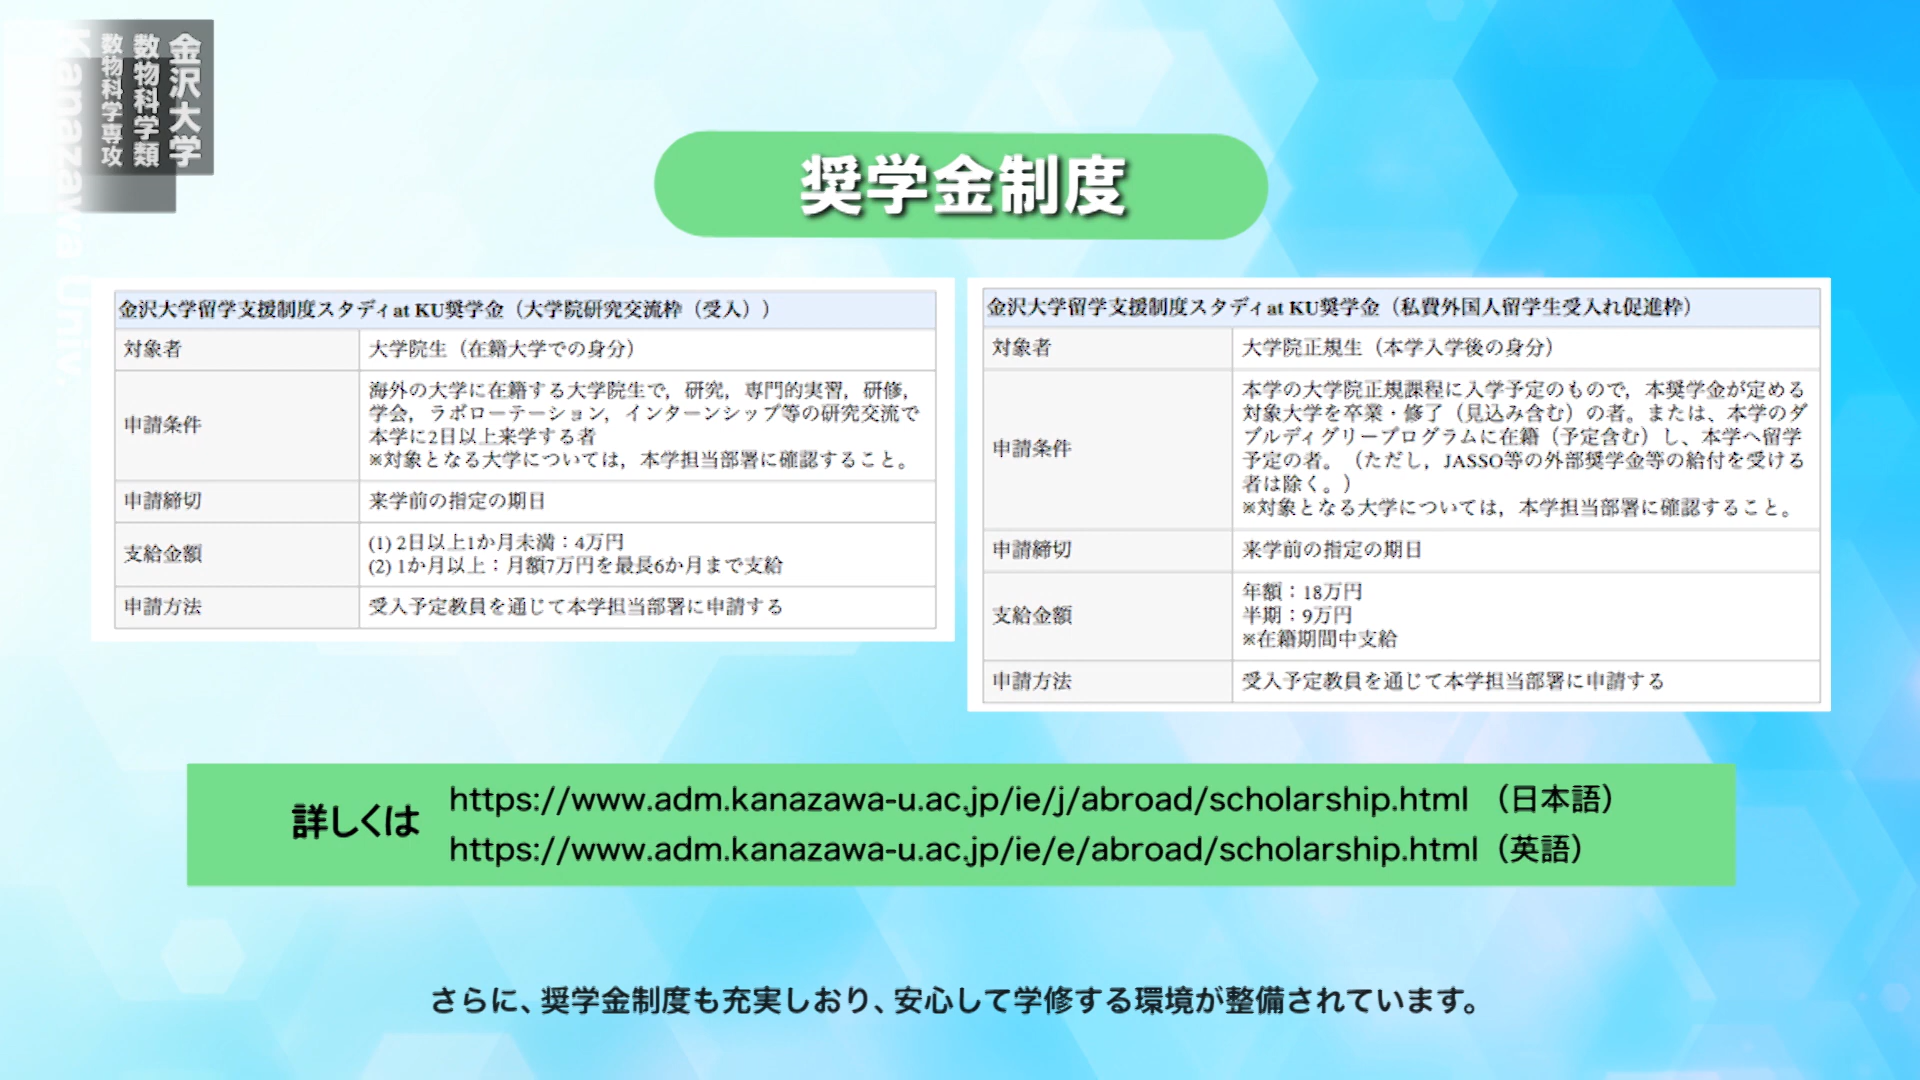 金沢大学
数物科学類
数物科学専攻
Kanazawa Univ.
奨学金制度
金沢大学留学支援制度スタディat KU奨学金（大学院研究交流枠（受入））
対象者
大学院生（在籍大学での身分）
申請条件
海外の大学に在籍する大学院生で，研究，専門的実習，研修，
学会，ラボローテーション，インターンシップ等の研究交流で
本学に2日以上来学する者
※対象となる大学については，本学担当部署に確認すること。
申請締切
来学前の指定の期日
支給金額
(1) 2日以上1か月未満：4万円
(2) 1か月以上：月額7万円を最長6か月まで支給
申請方法
受入予定教員を通じて本学担当部署に申請する
金沢大学留学支援制度スタディat KU奨学金（私費外国人留学生受入れ促進枠）
対象者
大学院正規生（本学入学後の身分）
申請条件
本学の大学院正規課程に入学予定のもので，本奨学金が定める
対象大学を卒業・修了（見込み含む）の者。または、本学のダ
ブルディグリープログラムに在籍（予定含む）し、本学へ留学
予定の者。（ただし，JASSO等の外部奨学金等の給付を受ける
者は除く。）
※対象となる大学については，本学担当部署に確認すること。
申請締切
来学前の指定の期日
支給金額
年額：18万円
半期：9万円
※在籍期間中支給
申請方法
受入予定教員を通じて本学担当部署に申請する
詳しくは
https://www.adm.kanazawa-u.ac.jp/ie/j/abroad/scholarship.html （日本語）
https://www.adm.kanazawa-u.ac.jp/ie/e/abroad/scholarship.html（英語）
さらに、奨学金制度も充実しおり、安心して学修する環境が整備されています。